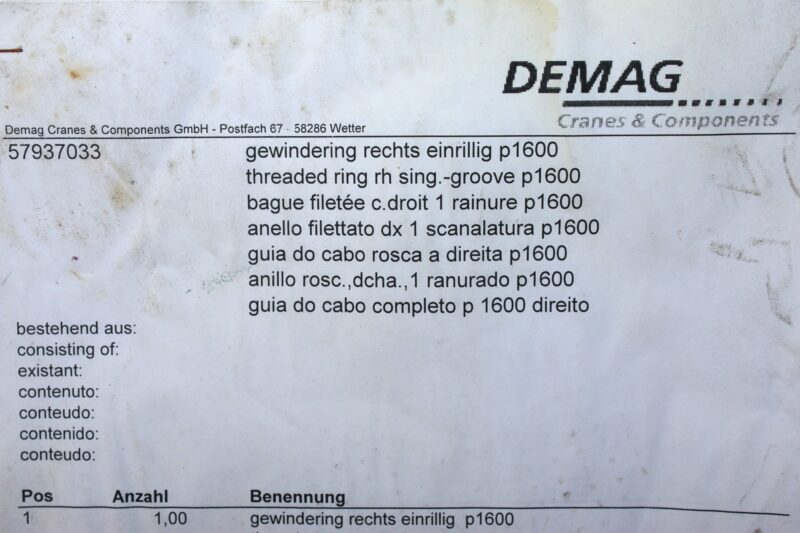 DEMAG
Cranes & Components
Demag Cranes & Components GmbH - Postfach 67 - 58286 Wetter
57937033 gewindering rechts einrillig p1600
threaded ring rh sing.-groove p1600
bague filetée c.droit 1 rainure p1600
anello filettato dx 1 scanalatura p1600
guia do cabo rosca a direita p1600
anillo rosc.,dcha.,1 ranurado p1600
guia do cabo completo p 1600 direito
bestehend aus:
consisting of:
existant:
contenuto:
conteudo:
contenido:
conteudo:
Pos Anzahl Benennung
1 1,00 gewindering rechts einrillig p1600